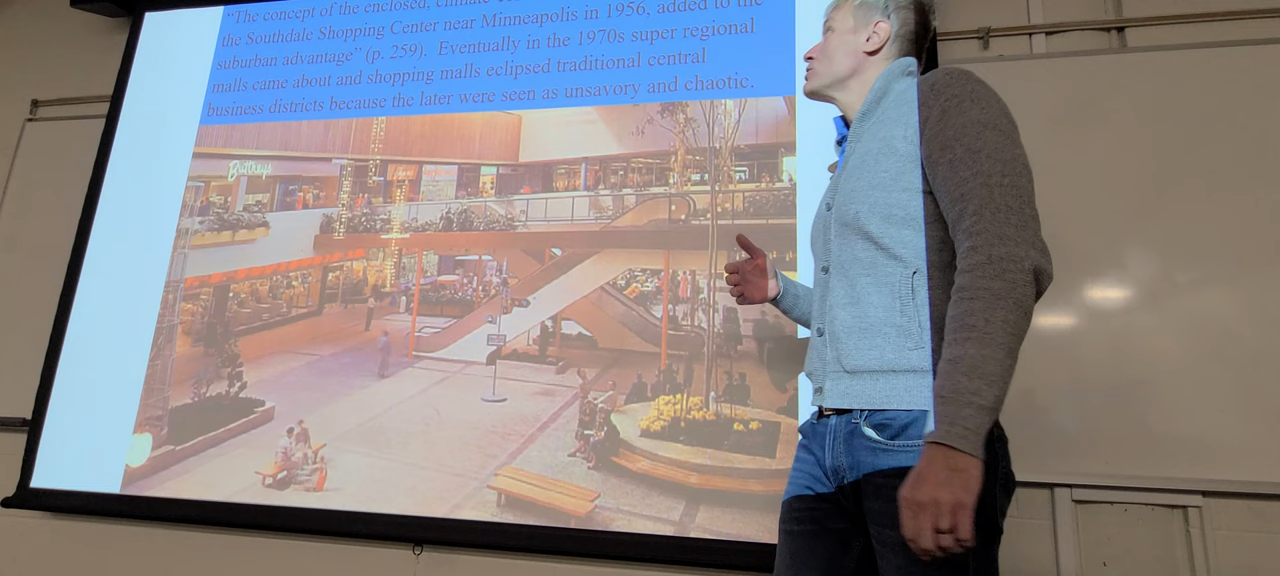 "The concept of the enclosed, climate
the Southdale Shopping Center near Minneapolis in 1956, added to the
suburban advantage" (p. 259). Eventually in the 1970s super regional
malls came about and shopping malls eclipsed traditional central
business districts because the later were seen as unsavory and chaotic.